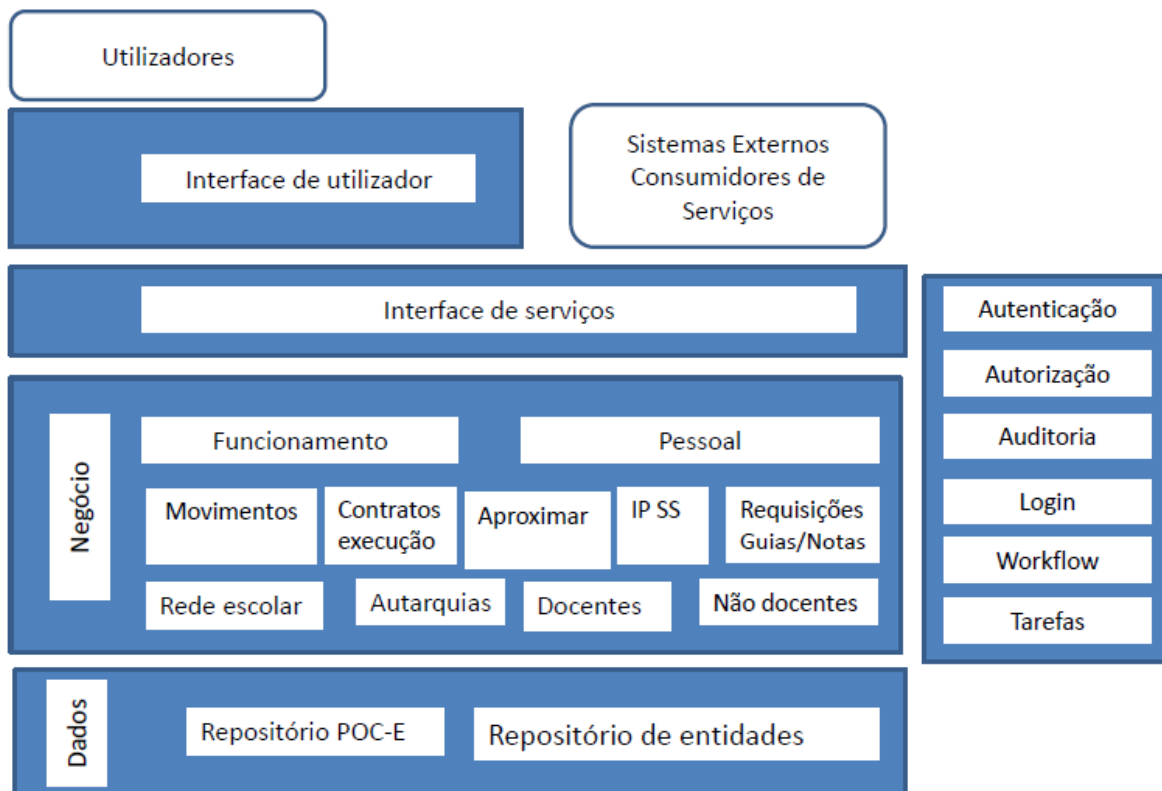 Utilizadores
Interface de utilizador
Sistemas Externos
Consumidores de
Serviços
Interface de serviços
Negócio
Funcionamento
Pessoal
Movimentos
Contratos
execução
Aproximar
IP SS
Requisições
Guias/Notas
Rede escolar
Autarquias
Docentes
Não docentes
Dados
Repositório POC-E
Repositório de entidades
Autenticação
Autorização
Auditoria
Login
Workflow
Tarefas